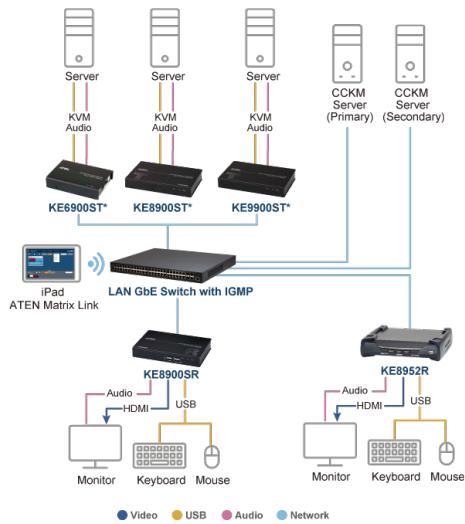 Server
Server
Server
CCKM
Server
(Primary)
CCKM
Server
(Secondary)
KVM
Audio
KVM
Audio
KVM
Audio
KE6900ST*
KE8900ST*
KE9900ST*
iPad
ATEN Matrix Link
LAN GbE Switch with IGMP
KE8900SR
KE8952R
Audio
HDMI
USB
Audio
HDMI
USB
Monitor
Keyboard
Mouse
Monitor
Keyboard
Mouse
Video
USB
Audio
Network